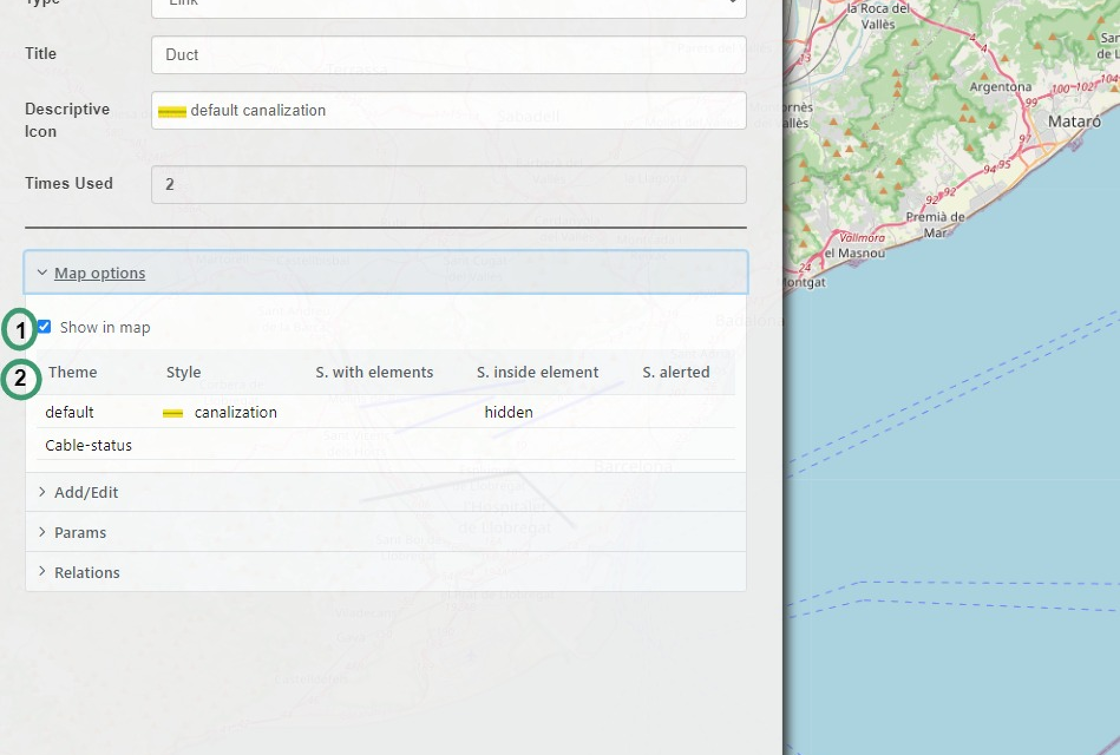 Type
Link
Title
Duct
Descriptive
Icon
default canalization
Times Used
2
Map options
1
Show in map
2
Theme
Style
S. with elements
S. inside element
S. alerted
default
canalization
hidden
Cable-status
Add/Edit
Params
Relations
la Roca del
Vallès
4
4
13
Argentona
100-102
104
99
Mataró
97
94-95
92
92
Premià de
Mar
Vallmora
el Masnou
24
Montgat
Terrassa
Sabadell
Badalona
Barcelona
l'Hospitalet
de Llobregat